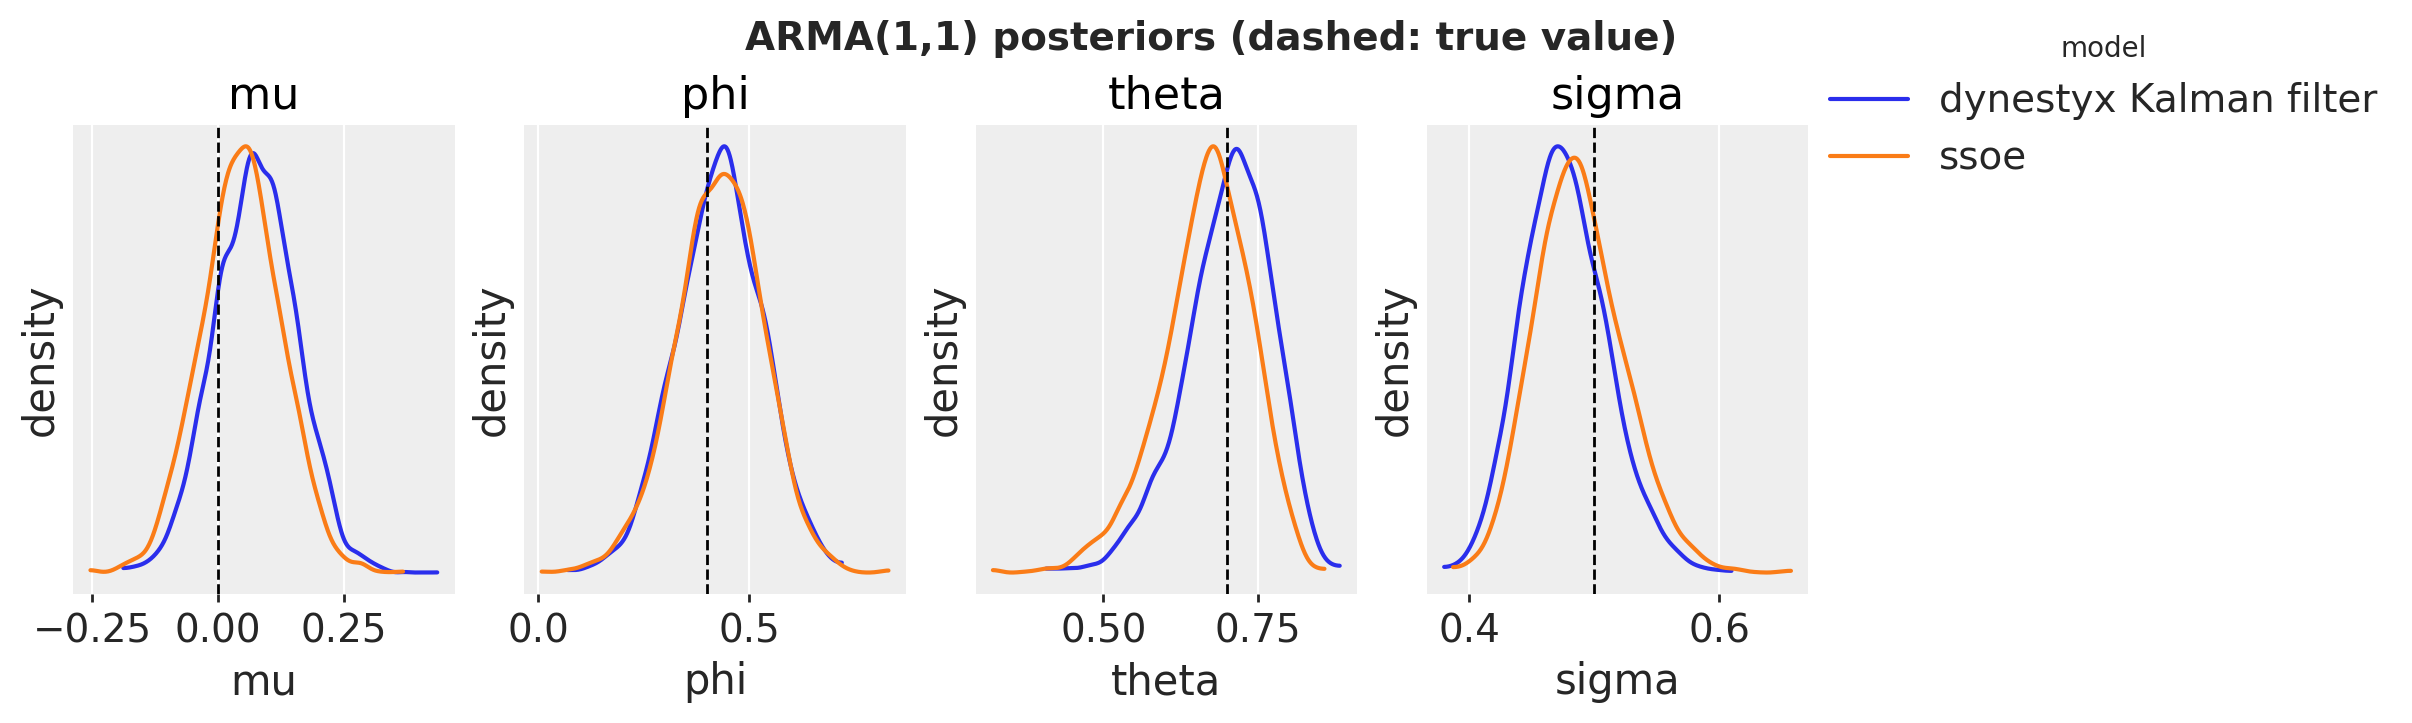 ARMA(1,1) posteriors (dashed: true value)
model
dynestyx Kalman filter
ssoe
mu
density
−0.25 0.00 0.25
mu
phi
density
0.0 0.5
phi
theta
density
0.50 0.75
theta
sigma
density
0.4 0.6
sigma